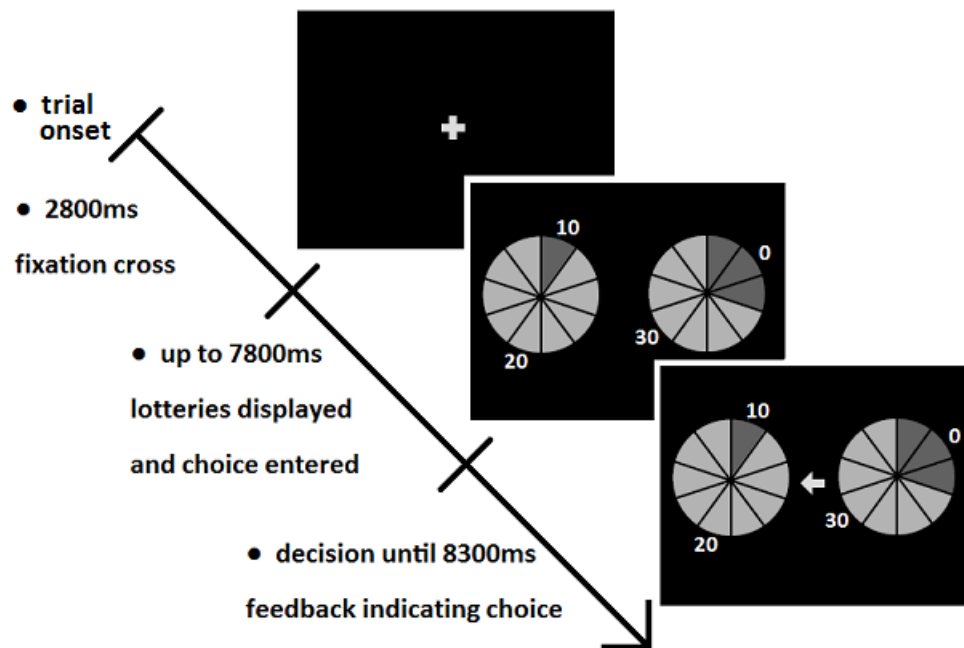 ● trial
onset
● 2800ms
fixation cross
● up to 7800ms
lotteries displayed
and choice entered
● decision until 8300ms
feedback indicating choice
10
0
20
30
10
0
20
30